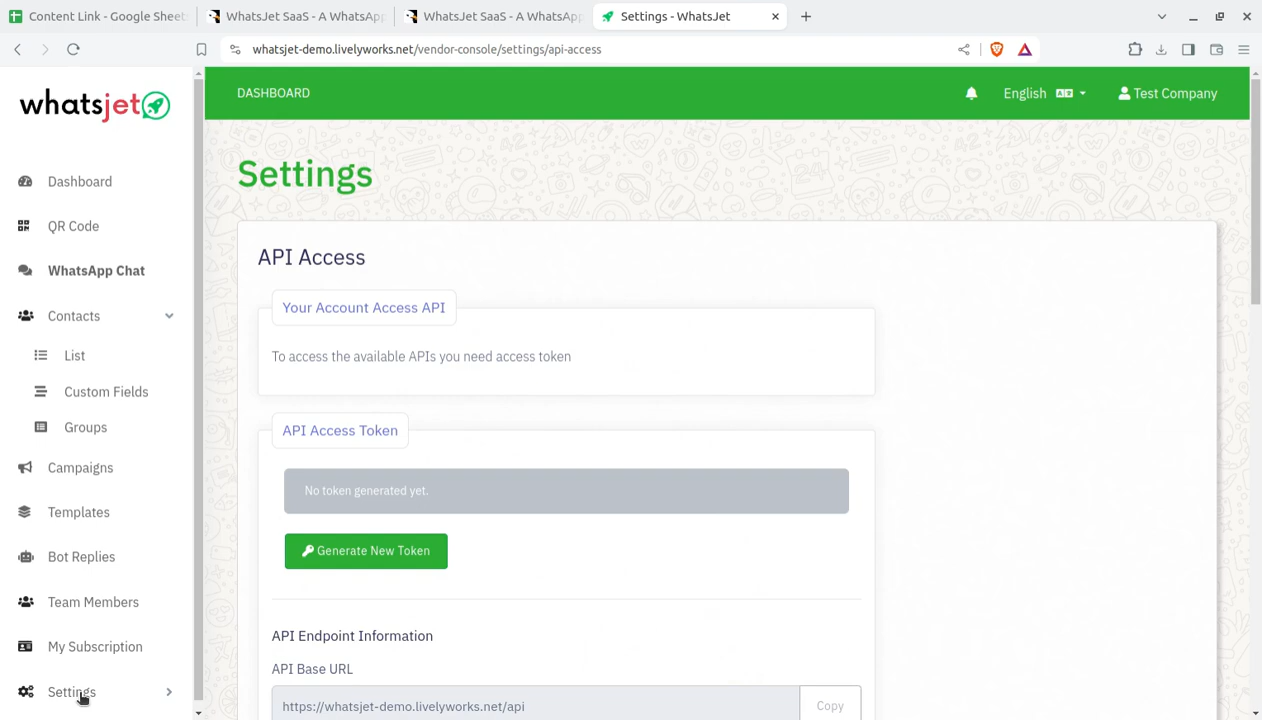 Content Link - Google Sheet
WhatsJet SaaS - A WhatsApp
WhatsJet SaaS - A WhatsApp
Settings - WhatsJet
whatsjet-demo.livelyworks.net/vendor-console/settings/api-access
whatsjet
DASHBOARD
English
Test Company
Dashboard
QR Code
WhatsApp Chat
Contacts
List
Custom Fields
Groups
Campaigns
Templates
Bot Replies
Team Members
My Subscription
Settings
Settings
API Access
Your Account Access API
To access the available APIs you need access token
API Access Token
No token generated yet.
Generate New Token
API Endpoint Information
API Base URL
https://whatsjet-demo.livelyworks.net/api
Copy